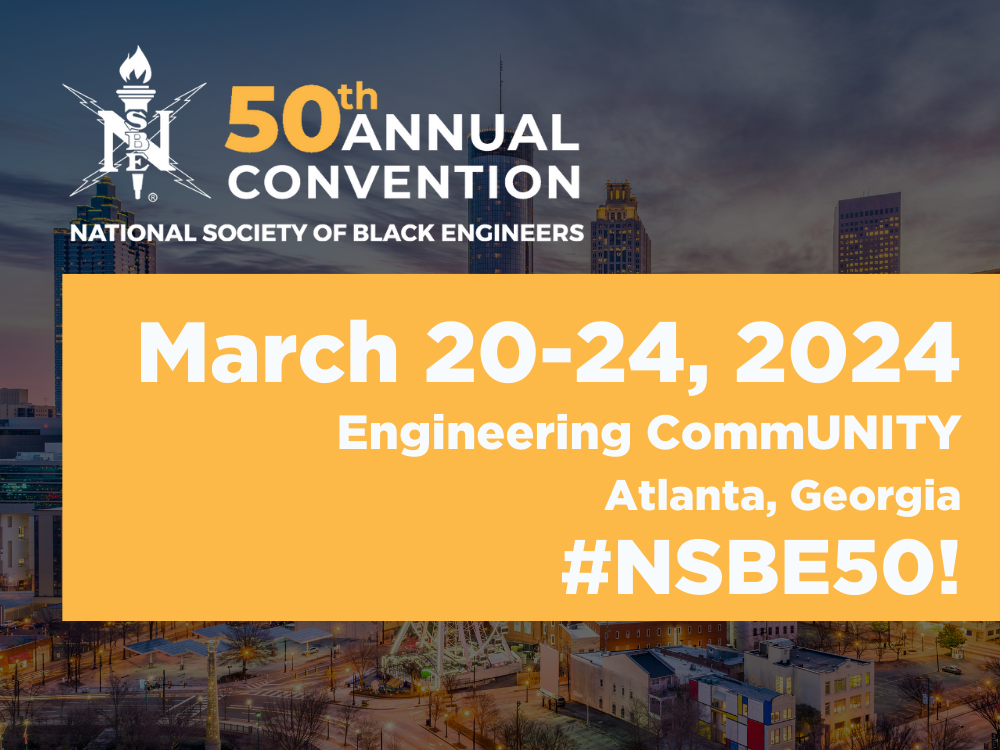 NSBE
®
50th
ANNUAL
CONVENTION
NATIONAL SOCIETY OF BLACK ENGINEERS
March 20-24, 2024
Engineering CommUNITY
Atlanta, Georgia
#NSBE50!